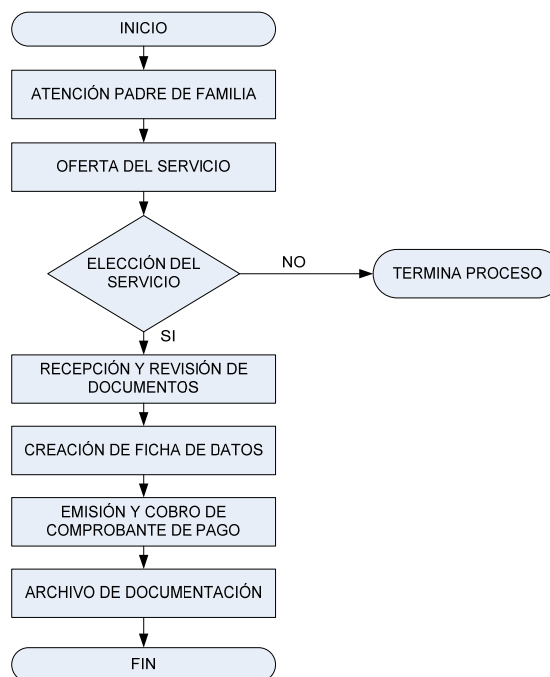 INICIO
ATENCIÓN PADRE DE FAMILIA
OFERTA DEL SERVICIO
ELECCIÓN DEL
SERVICIO
NO
TERMINA PROCESO
SI
RECEPCIÓN Y REVISIÓN DE
DOCUMENTOS
CREACIÓN DE FICHA DE DATOS
EMISIÓN Y COBRO DE
COMPROBANTE DE PAGO
ARCHIVO DE DOCUMENTACIÓN
FIN